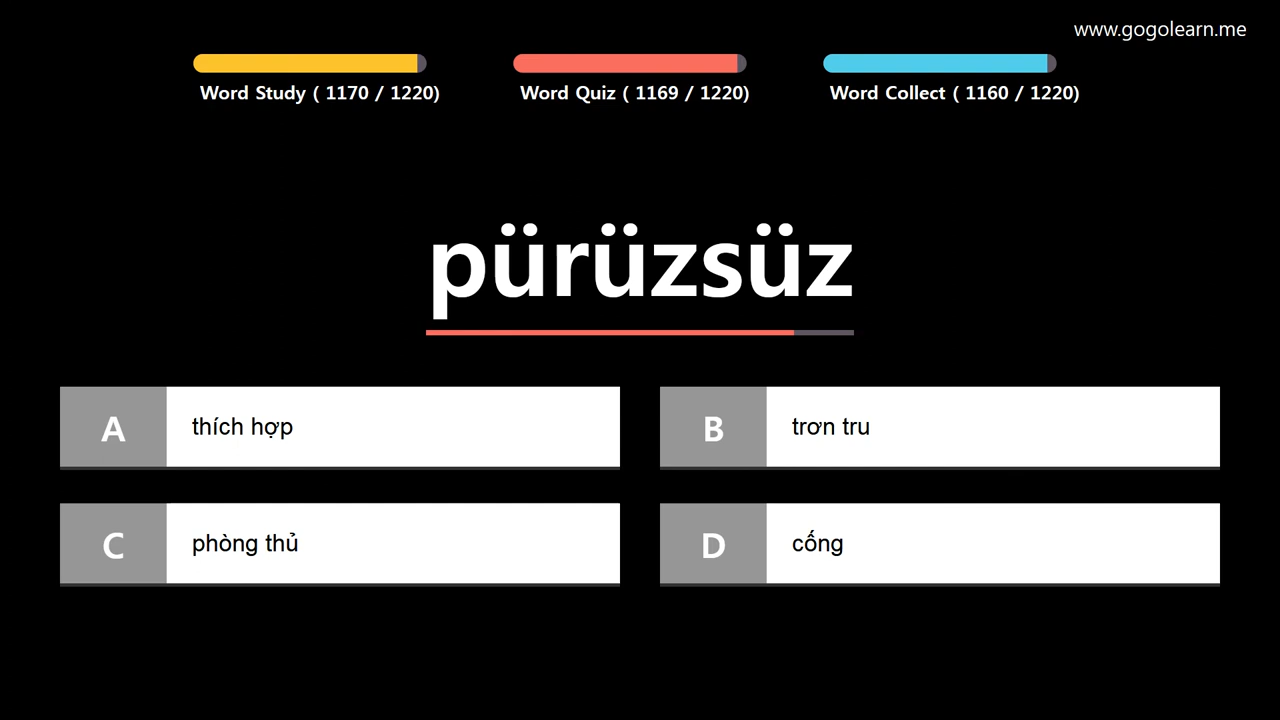 www.gogolearn.me
Word Study ( 1170 / 1220)
Word Quiz ( 1169 / 1220)
Word Collect ( 1160 / 1220)
pürüzsüz
A thích hợp
B trơn tru
C phòng thủ
D cống